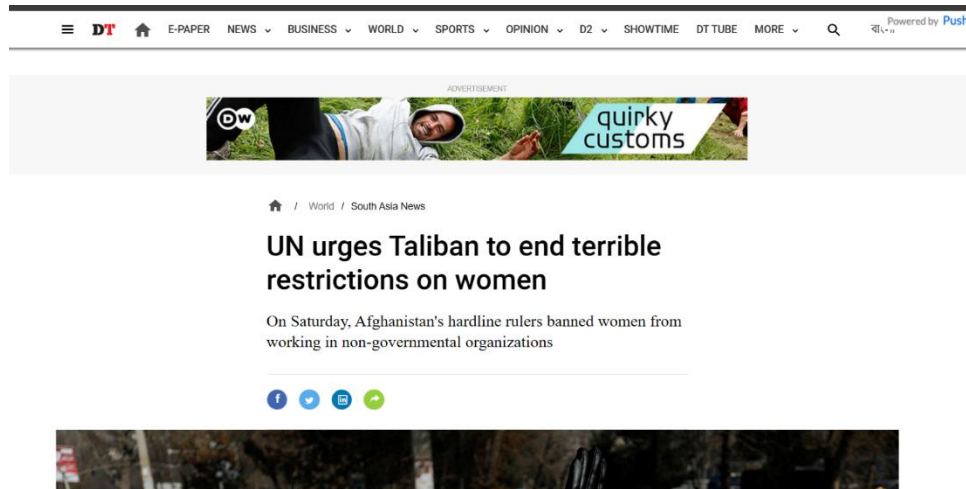 Powered by Push
DT E-PAPER NEWS BUSINESS WORLD SPORTS OPINION D2 SHOWTIME DT TUBE MORE
ADVERTISEMENT
DW
quirky
customs
/ World / South Asia News
UN urges Taliban to end terrible
restrictions on women
On Saturday, Afghanistan's hardline rulers banned women from
working in non-governmental organizations